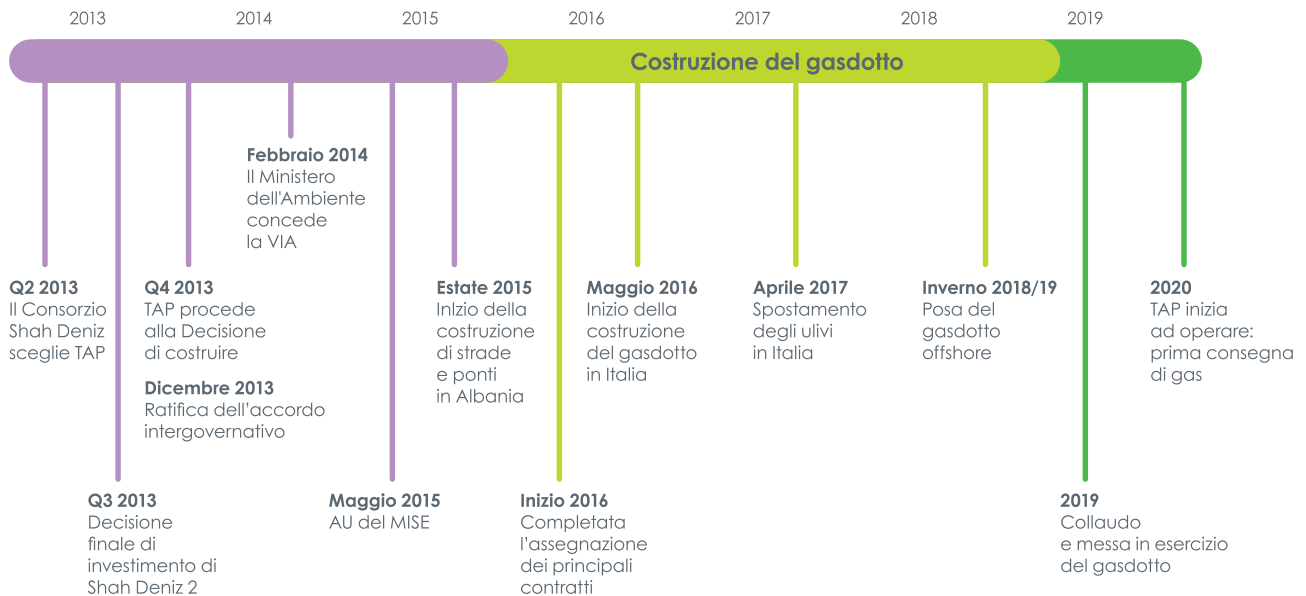 2013
2014
2015
2016
2017
2018
2019
Costruzione del gasdotto
Febbraio 2014
Il Ministero
dell'Ambiente
concede
la VIA
Q2 2013
Il Consorzio
Shah Deniz
sceglie TAP
Q4 2013
TAP procede
alla Decisione
di costruire
Dicembre 2013
Ratifica dell’accordo
intergovernativo
Estate 2015
InIzio della
costruzione
di strade
e ponti
in Albania
Maggio 2016
Inizio della
costruzione
del gasdotto
in Italia
Aprile 2017
Spostamento
degli ulivi
in Italia
Inverno 2018/19
Posa del
gasdotto
offshore
2020
TAP inizia
ad operare:
prima consegna
di gas
Q3 2013
Decisione
finale di
investimento di
Shah Deniz 2
Maggio 2015
AU del MISE
Inizio 2016
Completata
l’assegnazione
dei principali
contratti
2019
Collaudo
e messa in esercizio
del gasdotto